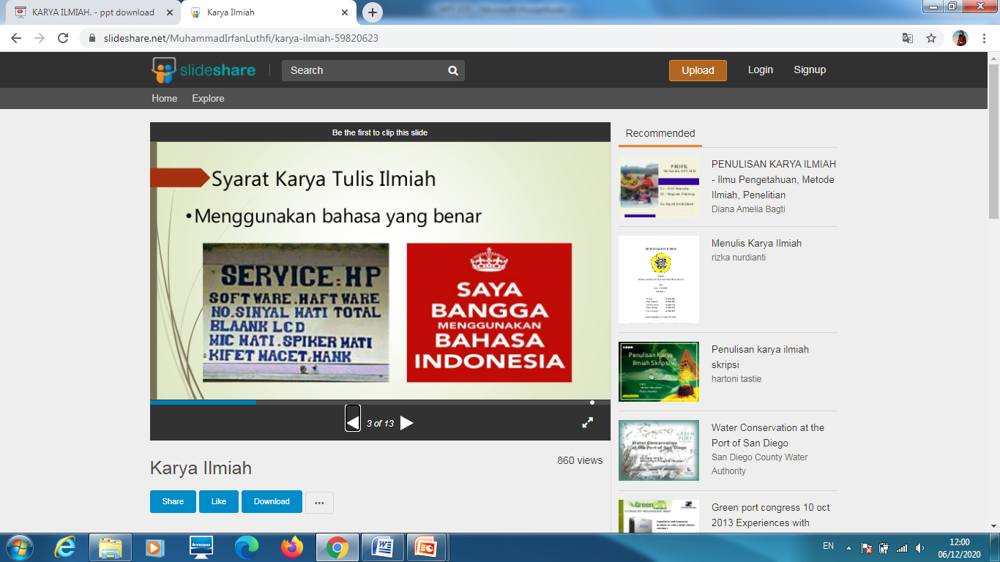 KARYA ILMIAH. - ppt download
Karya Ilmiah
slideshare.net/MuhammadIrfanLuthfi/karya-ilmiah-59820623
slideshare
Search
Upload
Login
Signup
Home
Explore
Be the first to clip this slide
Syarat Karya Tulis Ilmiah
•Menggunakan bahasa yang benar
SERVICE.HP
SOFTWARE.HAFTWARE
NO.SINYAL MATI TOTAL
BLAANK LCD
MIC MATI.SPIKER MATI
KIFET MACET.HANK
SAYA
BANGGA
MENGGUNAKAN
BAHASA
INDONESIA
3 of 13
Karya Ilmiah
860 views
Share
Like
Download
Recommended
PROFIL
PENULISAN KARYA ILMIAH
- Ilmu Pengetahuan, Metode
Ilmiah, Penelitian
Diana Amelia Bagti
Menulis Karya Ilmiah
rizka nurdianti
Penulisan Karya
Ilmiah Skripsi
Penulisan karya ilmiah
skripsi
hartoni tastie
GREEN
PORT
Water Conservation
at the Port of San Diego
Water Conservation at the
Port of San Diego
San Diego County Water
Authority
GreenPort
Green port congress 10 oct
2013 Experiences with
lenovo
EN
12:00
06/12/2020